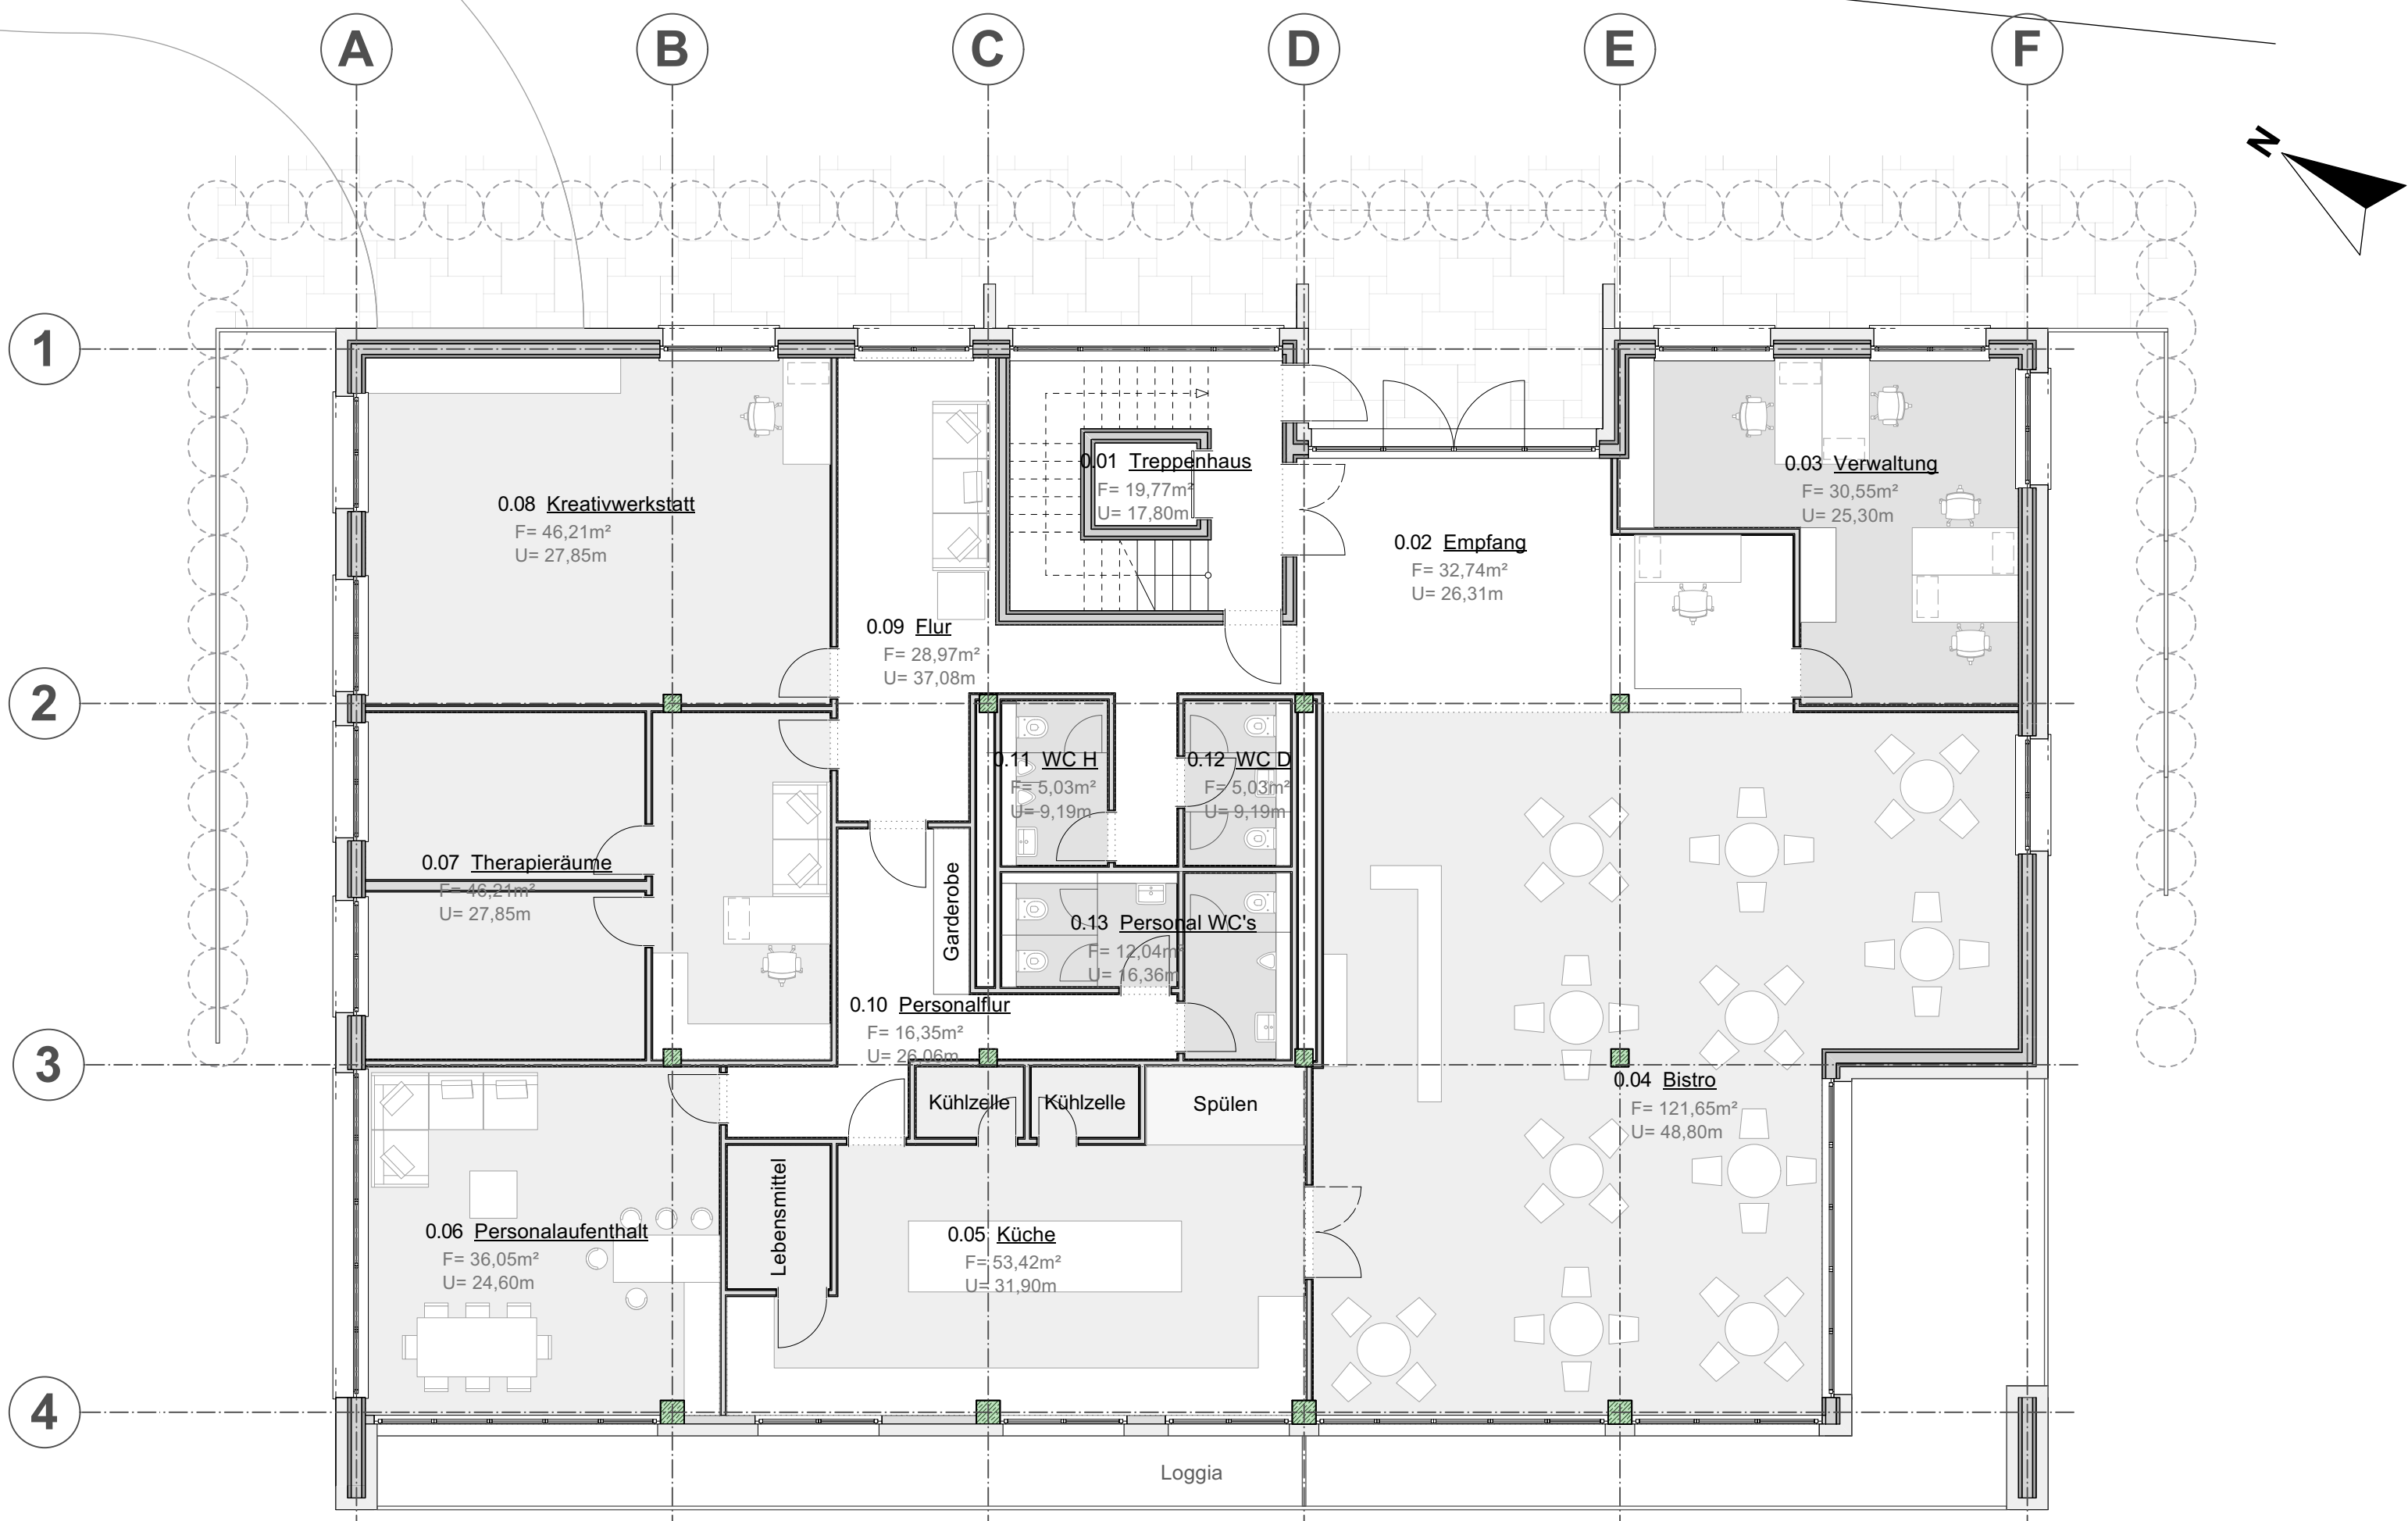 A B C D E F
N
1
0.01 Treppenhaus
F= 19,77m²
U= 17,80m
0.03 Verwaltung
F= 30,55m²
U= 25,30m
0.08 Kreativwerkstatt
F= 46,21m²
U= 27,85m
0.02 Empfang
F= 32,74m²
U= 26,31m
0.09 Flur
F= 28,97m²
U= 37,08m
2
0.11 WC H
F= 5,03m²
U= 9,19m
0.12 WC D
F= 5,03m²
U= 9,19m
0.07 Therapieräume
F= 46,21m²
U= 27,85m
Garderobe
0.13 Personal WC's
F= 12,04m²
U= 16,36m
0.10 Personalflur
F= 16,35m²
U= 26,06m
3
0.04 Bistro
F= 121,65m²
U= 48,80m
Kühlzelle
Kühlzelle
Spülen
Lebensmittel
0.06 Personalaufenthalt
F= 36,05m²
U= 24,60m
0.05 Küche
F= 53,42m²
U= 31,90m
4
Loggia